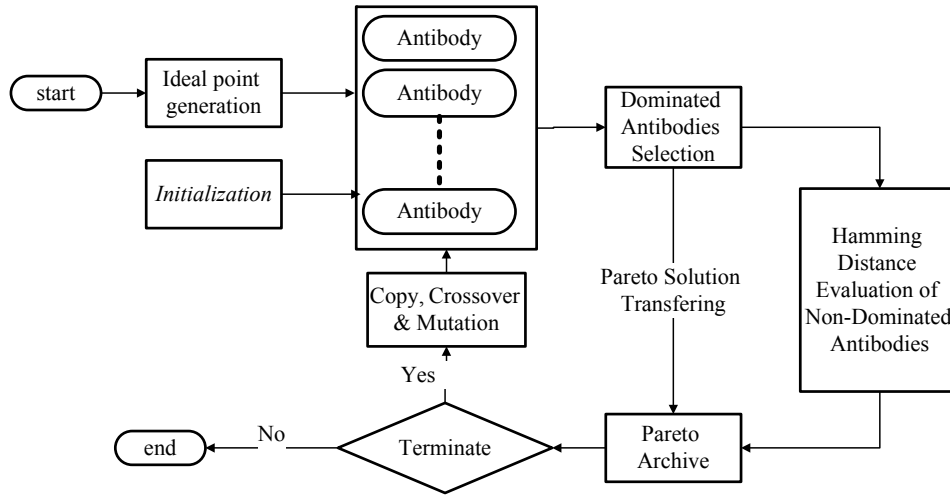 start
Ideal point
generation
Initialization
Antibody
Antibody
Antibody
Dominated
Antibodies
Selection
Hamming
Distance
Evaluation of
Non-Dominated
Antibodies
Pareto Solution
Transfering
Copy, Crossover
& Mutation
Yes
Pareto
Archive
Terminate
No
end